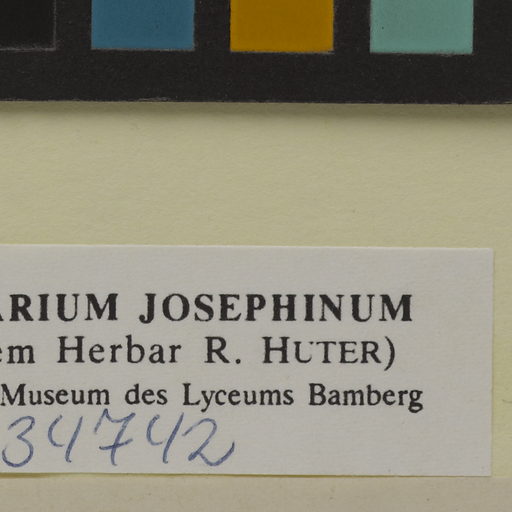 ARIUM JOSEPHINUM
em Herbar R. HUTER)
Museum des Lyceums Bamberg
34742